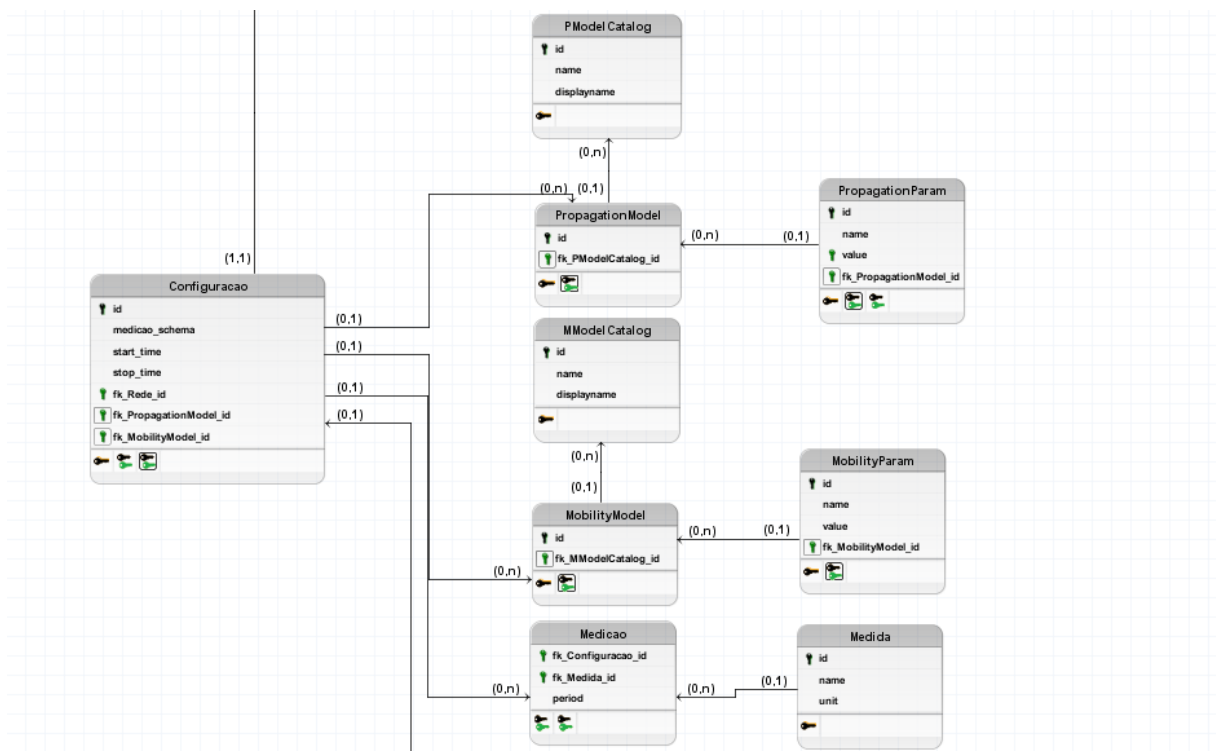 PModelCatalog
id
name
displayname
(0,n)
(0,n) (0,1)
PropagationModel
id
fk_PModelCatalog_id
(0,n)
(0,1)
PropagationParam
id
name
value
fk_PropagationModel_id
(1,1)
Configuracao
id
medicao_schema
start_time
stop_time
fk_Rede_id
fk_PropagationModel_id
fk_MobilityModel_id
(0,1)
(0,1)
(0,1)
(0,1)
MModelCatalog
id
name
displayname
(0,n)
(0,1)
MobilityModel
id
fk_MModelCatalog_id
(0,n)
(0,n)
(0,1)
MobilityParam
id
name
value
fk_MobilityModel_id
Medicao
fk_Configuracao_id
fk_Medida_id
period
(0,n)
(0,n)
(0,1)
Medida
id
name
unit